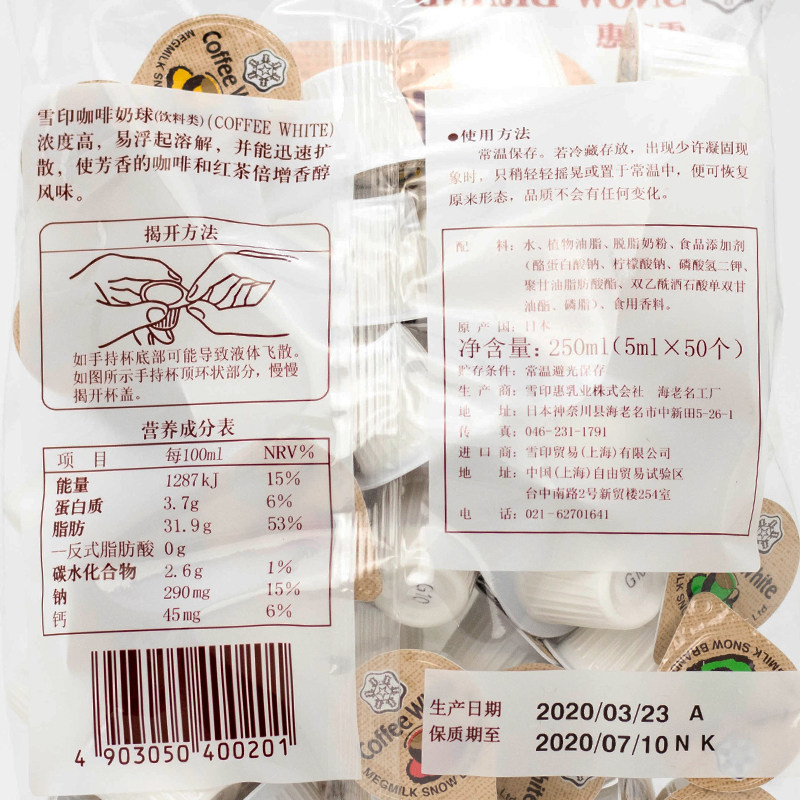 雪印咖啡奶球(饮料类)(COFFEE WHITE)
浓度高，易浮起溶解，并能迅速扩
散，使芳香的咖啡和红茶倍增香醇
风味。
揭开方法
如手持杯底部可能导致液体飞散。
如图所示手持杯顶环状部分，慢慢
揭开杯盖。
营养成分表
项 目 每100ml NRV%
能量 1287kJ 15%
蛋白质 3.7g 6%
脂肪 31.9g 53%
—反式脂肪酸 0g
碳水化合物 2.6g 1%
钠 290mg 15%
钙 45mg 6%
4 903050 400201
●使用方法
常温保存。若冷藏存放，出现少许凝固现
象时，只稍轻轻摇晃或置于常温中，便可恢复
原来形态，品质不会有任何变化。
配 料：水、植物油脂、脱脂奶粉、食品添加剂
（酪蛋白酸钠、柠檬酸钠、磷酸氢二钾、
聚甘油脂肪酸酯、双乙酰酒石酸单双甘
油酯、磷脂）、食用香料。
原 产 国：日本
净含量：250ml（5ml×50个）
贮存条件：常温避光保存
生 产 商：雪印惠乳业株式会社 海老名工厂
地 址：日本神奈川县海老名市中新田5-26-1
传 真：046-231-1791
进 口 商：雪印贸易(上海)有限公司
地 址：中国(上海)自由贸易试验区
台中南路2号新贸楼254室
电 话：021-62701641
生产日期 2020/03/23 A
保质期至 2020/07/10 N K
Coffee W
MEGMILK SNOW
G10
G10
Coffee W
MEGMILK SNOW B
MILK SNOW BRAN
hite